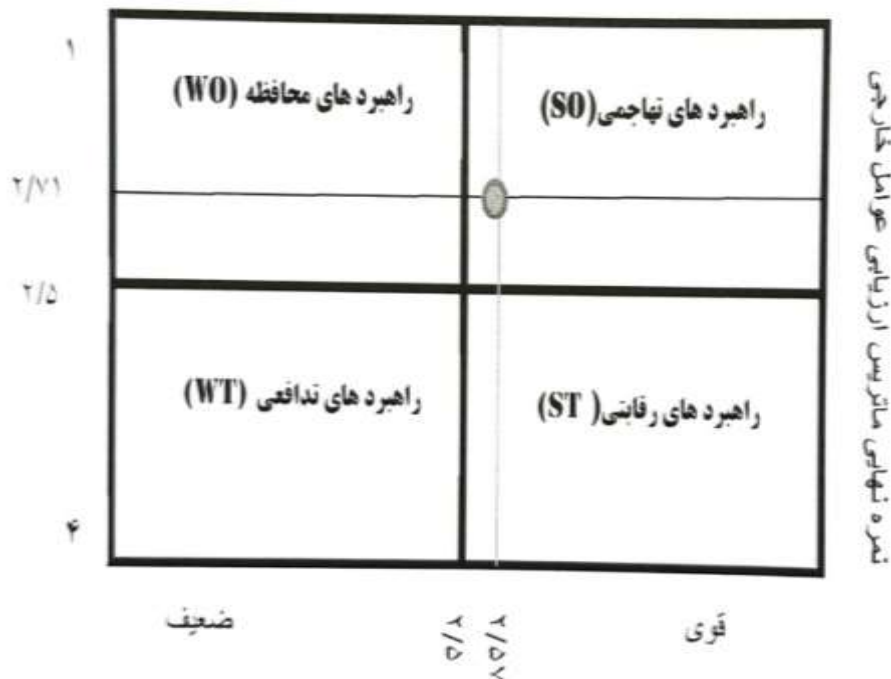 ۱
راهبرد های تهاجمی(SO)
راهبرد های محافظه (WO)
۲/۷۱
۲/۵
راهبرد های رقابتی( ST)
راهبرد های تدافعی (WT)
۴
قوی
۲/۵۷
۲/۵
ضعیف
نمره نهایی ماتریس ارزیابی عوامل خارجی